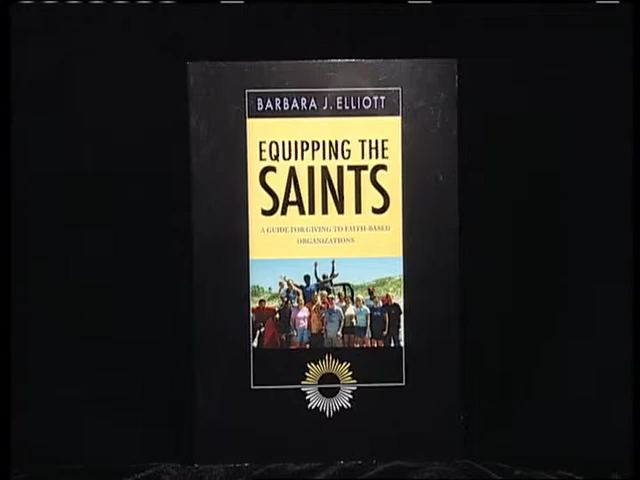 BARBARA J. ELLIOTT
EQUIPPING THE
SAINTS
A GUIDE FOR GIVING TO FAITH-BASED
ORGANIZATIONS